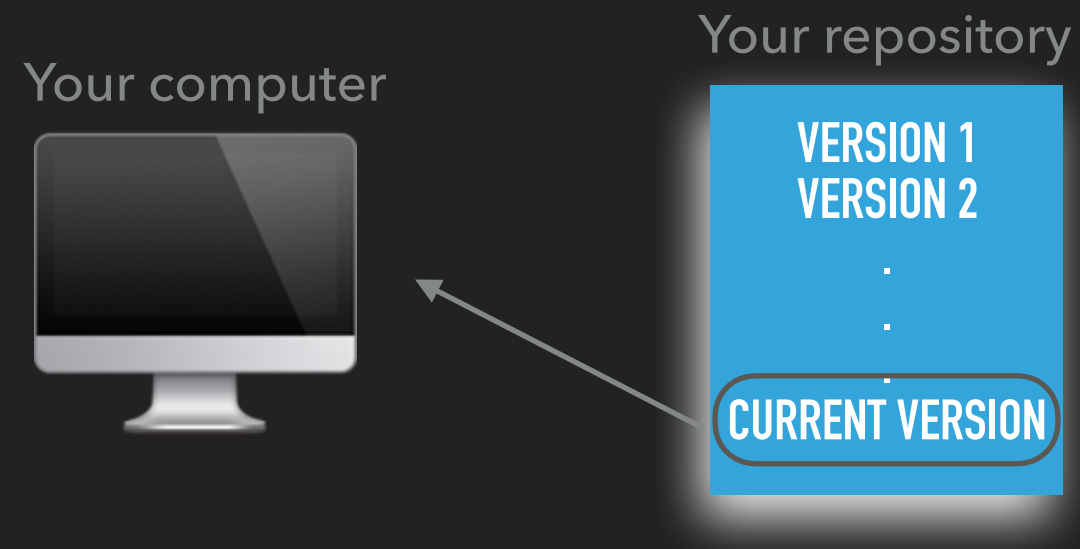 Your computer
Your repository
VERSION 1
VERSION 2
.
.
.
CURRENT VERSION